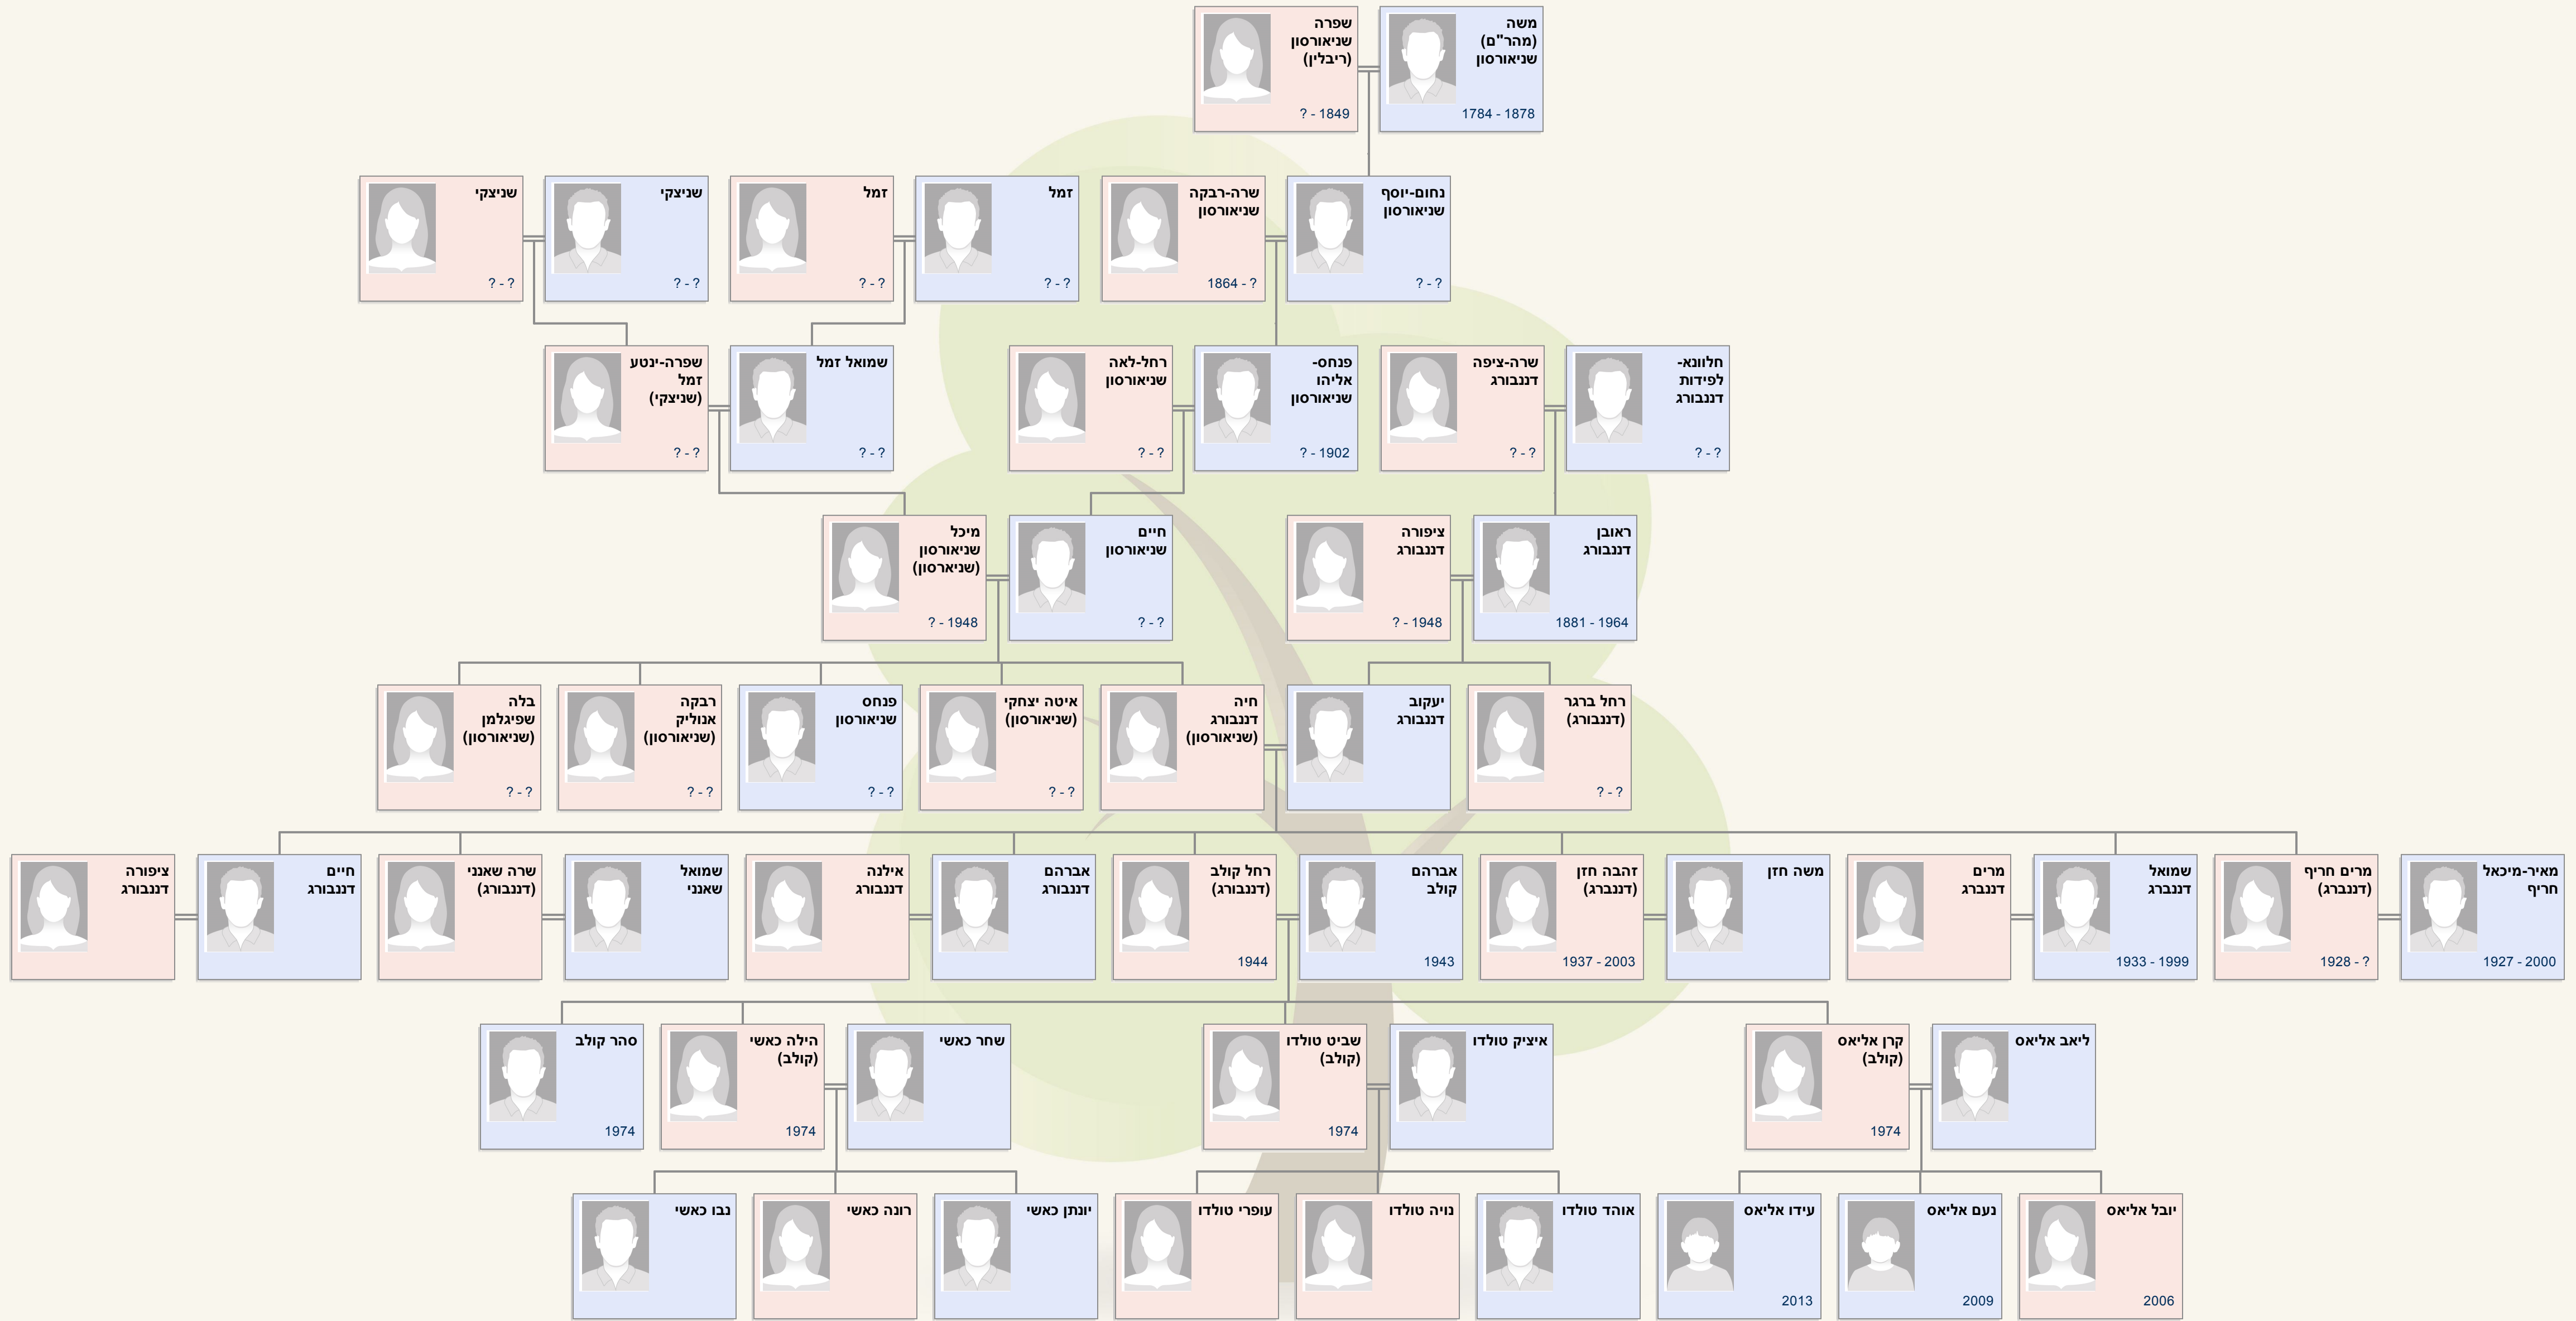 משה
(מהר"ם)
שניאורסון
1784 - 1878
שפרה
שניאורסון
(ריבלין)
? - 1849
נחום-יוסף
שניאורסון
? - ?
שרה-רבקה
שניאורסון
1864 - ?
זמל
? - ?
זמל
? - ?
שניצקי
? - ?
שניצקי
? - ?
חלוונא-
לפידות
דננבורג
? - ?
שרה-ציפה
דננבורג
? - ?
פנחס-
אליהו
שניאורסון
? - 1902
רחל-לאה
שניאורסון
? - ?
שמואל זמל
? - ?
שפרה-ינטע
זמל
(שניצקי)
? - ?
ראובן
דננבורג
1881 - 1964
ציפורה
דננבורג
? - 1948
חיים
שניאורסון
? - ?
מיכל
שניאורסון
(שניארסון)
? - 1948
רחל ברגר
(דננבורג)
? - ?
יעקוב
דננבורג
חיה
דננבורג
(שניאורסון)
איטה יצחקי
(שניאורסון)
? - ?
פנחס
שניאורסון
? - ?
רבקה
אנוליק
(שניאורסון)
? - ?
בלה
שפיגלמן
(שניאורסון)
? - ?
מאיר-מיכאל
חריף
1927 - 2000
מרים חריף
(דננברג)
1928 - ?
שמואל
דננברג
1933 - 1999
מרים
דננברג
משה חזן
זהבה חזן
(דננברג)
1937 - 2003
אברהם
קולב
1943
רחל קולב
(דננבורג)
1944
אברהם
דננבורג
אילנה
דננבורג
שמואל
שאנני
שרה שאנני
(דננבורג)
חיים
דננבורג
ציפורה
דננבורג
ליאב אליאס
קרן אליאס
(קולב)
1974
איציק טולדו
שביט טולדו
(קולב)
1974
שחר כאשי
הילה כאשי
(קולב)
1974
סהר קולב
1974
יובל אליאס
2006
נעם אליאס
2009
עידו אליאס
2013
אוהד טולדו
נויה טולדו
עופרי טולדו
יונתן כאשי
רונה כאשי
נבו כאשי